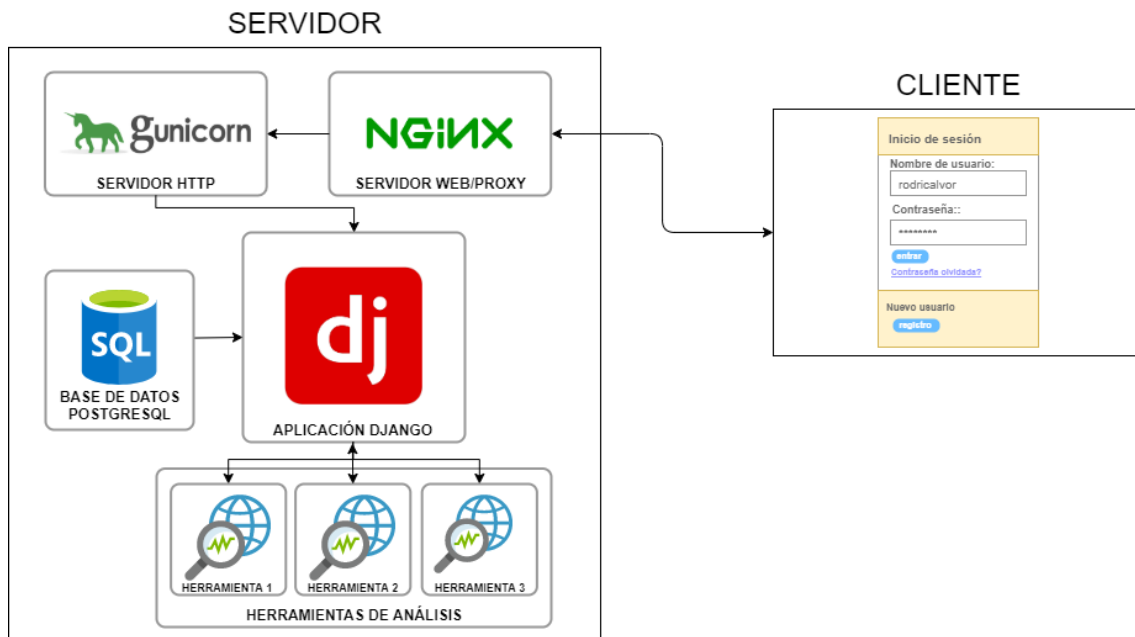 SERVIDOR
gunicorn
SERVIDOR HTTP
NGiNX
SERVIDOR WEB/PROXY
CLIENTE
Inicio de sesión
Nombre de usuario:
rodricalvor
Contraseña::
********
entrar
Contraseña olvidada?
Nuevo usuario
registro
SQL
BASE DE DATOS
POSTGRESQL
dj
APLICACIÓN DJANGO
HERRAMIENTA 1
HERRAMIENTA 2
HERRAMIENTA 3
HERRAMIENTAS DE ANÁLISIS